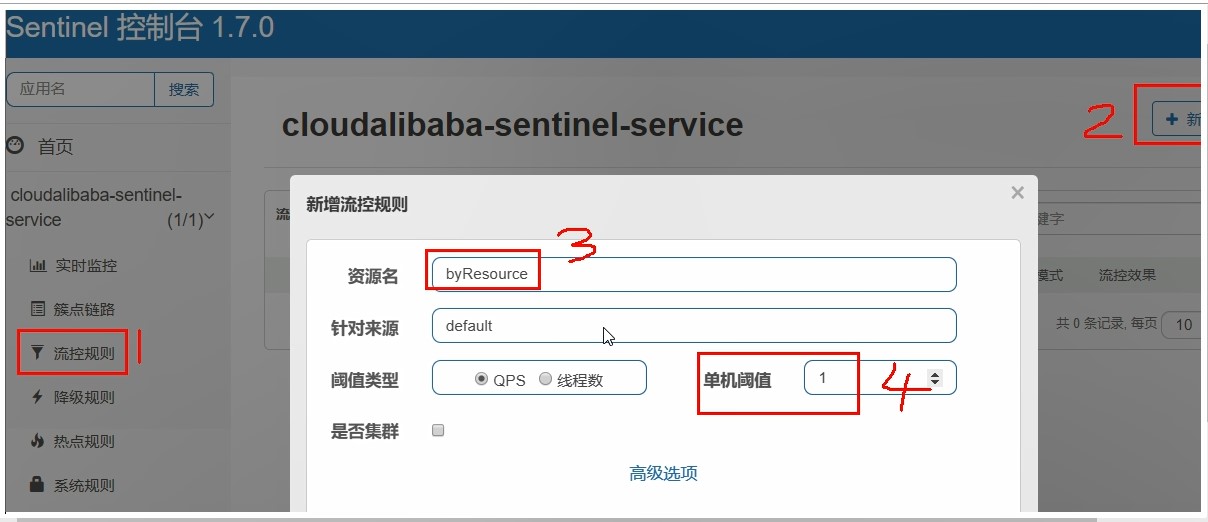 Sentinel 控制台 1.7.0
应用名 搜索
首页
cloudalibaba-sentinel-
service (1/1)
实时监控
簇点链路
流控规则 1
降级规则
热点规则
系统规则
cloudalibaba-sentinel-service
2
+ 新
流
键字
模式 流控效果
共 0 条记录, 每页 10
新增流控规则 ×
3
资源名 byResource
针对来源 default
阈值类型 QPS 线程数 单机阈值 1 4
是否集群
高级选项